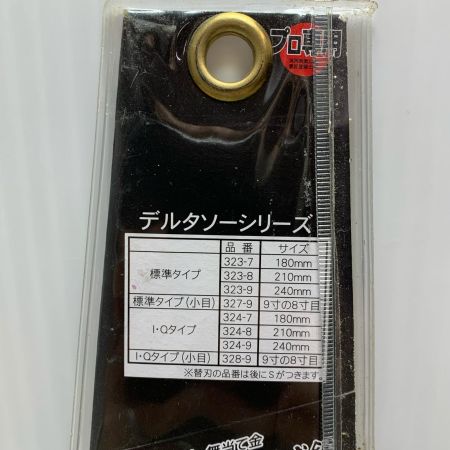 プロ専用
デルタソーシリーズ
品番 サイズ
標準タイプ 323-7 180mm
323-8 210mm
323-9 240mm
標準タイプ(小目) 327-9 9寸の8寸目
I・Qタイプ 324-7 180mm
324-8 210mm
324-9 240mm
I・Qタイプ(小目) 328-9 9寸の8寸目
※替刃の品番は後にSがつきます。
当て金